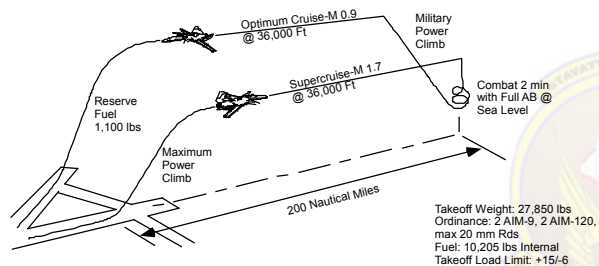 Optimum Cruise-M 0.9
@ 36,000 Ft
Military
Power
Climb
Supercruise-M 1.7
@ 36,000 Ft
Combat 2 min
with Full AB @
Sea Level
Reserve
Fuel
1,100 lbs
Maximum
Power
Climb
200 Nautical Miles
Takeoff Weight: 27,850 lbs
Ordinance: 2 AIM-9, 2 AIM-120,
max 20 mm Rds
Fuel: 10,205 lbs Internal
Takeoff Load Limit: +15/-6